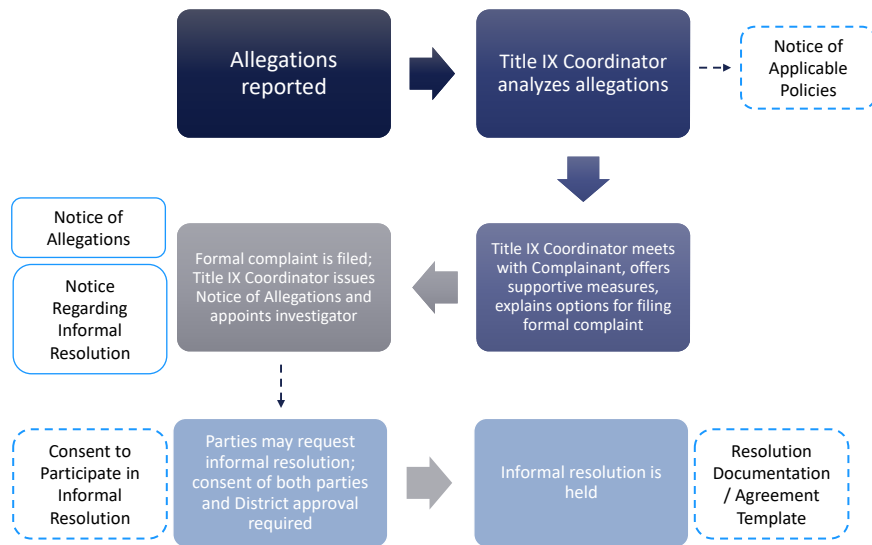 Allegations
reported
Title IX Coordinator
analyzes allegations
Notice of
Applicable
Policies
Notice of
Allegations
Notice
Regarding
Informal
Resolution
Formal complaint is filed;
Title IX Coordinator issues
Notice of Allegations and
appoints investigator
Title IX Coordinator meets
with Complainant, offers
supportive measures,
explains options for filing
formal complaint
Consent to
Participate in
Informal
Resolution
Parties may request
informal resolution;
consent of both parties
and District approval
required
Informal resolution is
held
Resolution
Documentation
/ Agreement
Template